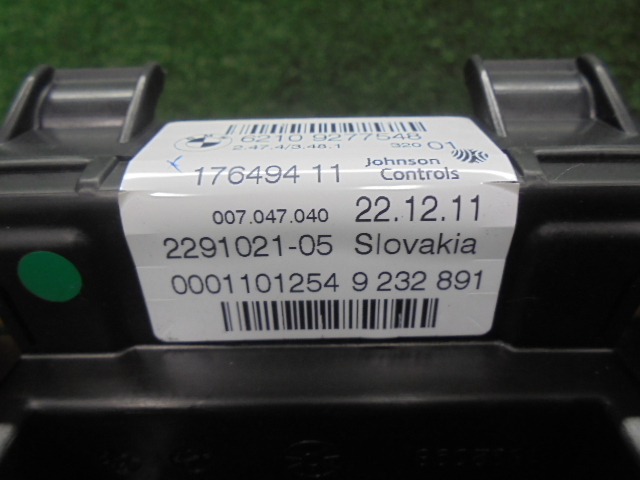 6210 9277548
2.47.4/3.48.1 320 01
176494 11 Johnson Controls
007.047.040 22.12.11
2291021-05 Slovakia
0001101254 9 232 891